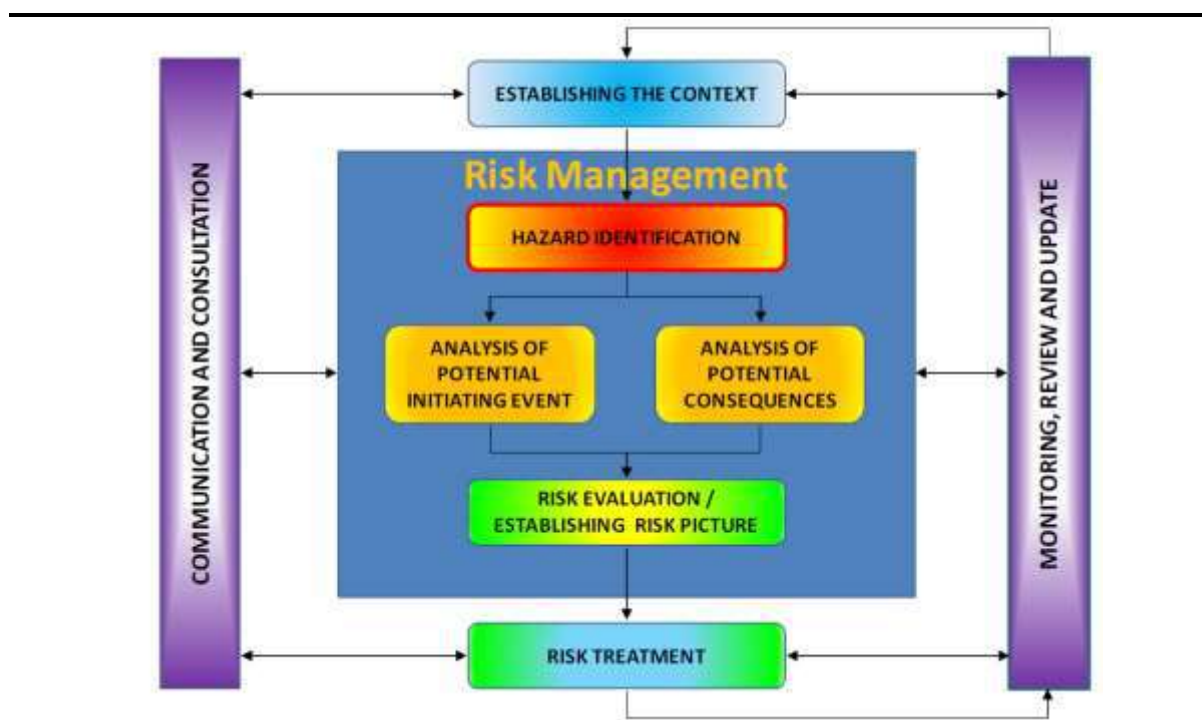 ESTABLISHING THE CONTEXT
COMMUNICATION AND CONSULTATION
Risk Management
HAZARD IDENTIFICATION
ANALYSIS OF
POTENTIAL
INITIATING EVENT
ANALYSIS OF
POTENTIAL
CONSEQUENCES
RISK EVALUATION /
ESTABLISHING RISK PICTURE
RISK TREATMENT
MONITORING, REVIEW AND UPDATE